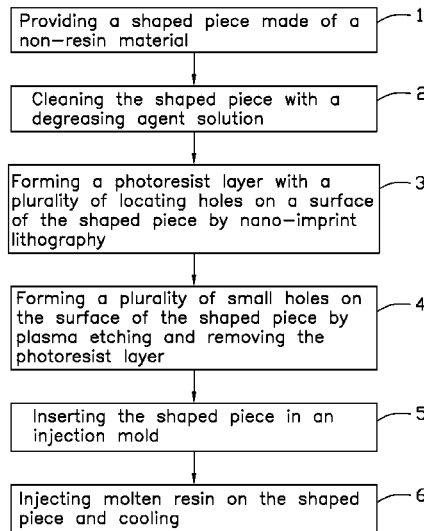 Providing a shaped piece made of a
non-resin material
1
Cleaning the shaped piece with a
degreasing agent solution
2
Forming a photoresist layer with a
plurality of locating holes on a surface
of the shaped piece by nano-imprint
lithography
3
Forming a plurality of small holes on
the surface of the shaped piece by
plasma etching and removing the
photoresist layer
4
Inserting the shaped piece in an
injection mold
5
Injecting molten resin on the shaped
piece and cooling
6